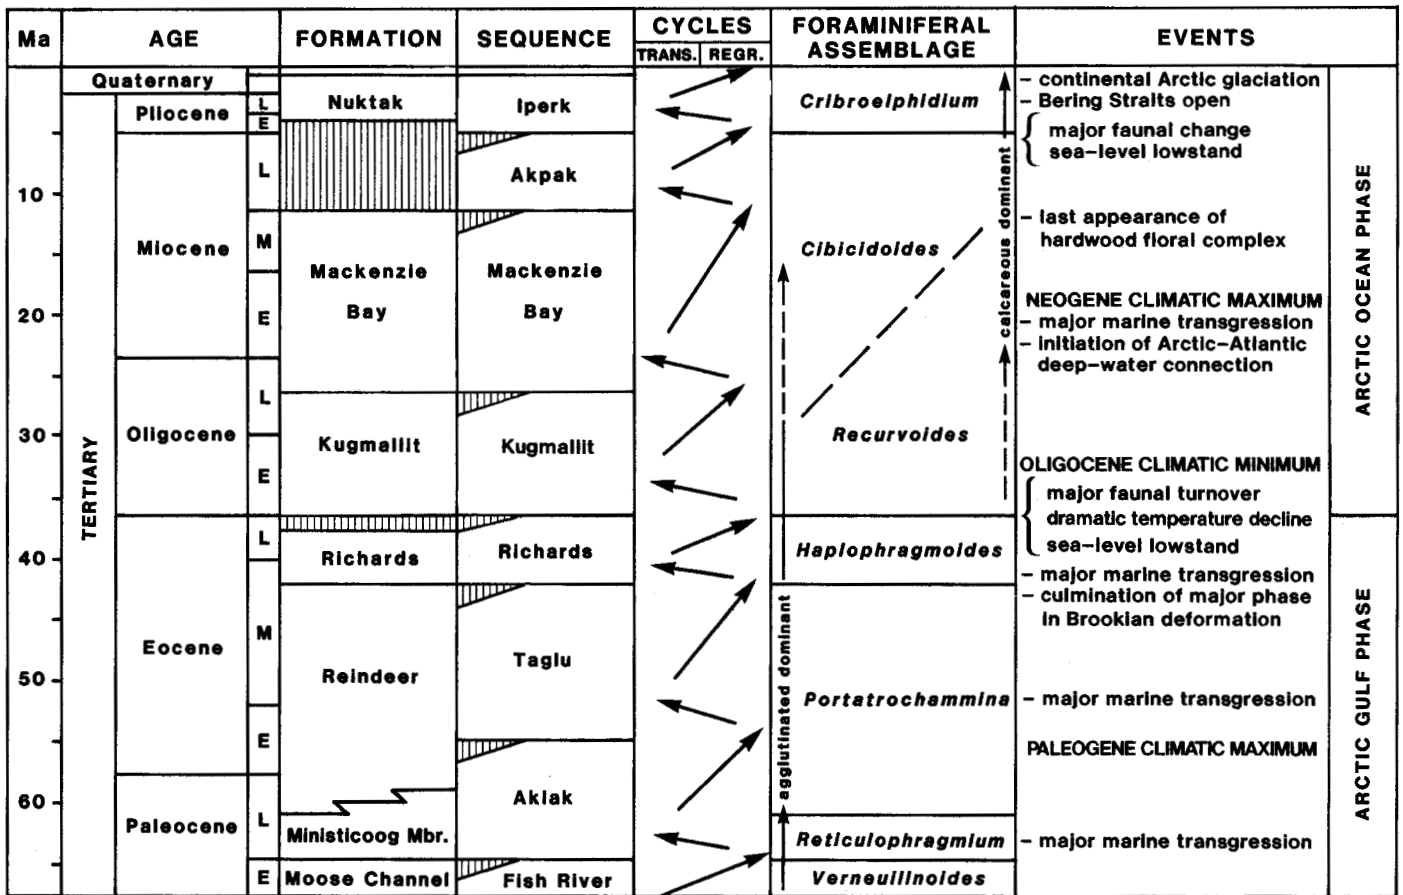 Ma
AGE
FORMATION
SEQUENCE
CYCLES
TRANS.
REGR.
FORAMINIFERAL
ASSEMBLAGE
EVENTS
10
20
30
40
50
60
TERTIARY
Quaternary
Pliocene
L
E
Miocene
L
M
E
Oligocene
L
E
Eocene
L
M
E
Paleocene
L
E
Nuktak
Mackenzie
Bay
Kugmallit
Richards
Reindeer
Ministicoog Mbr.
Moose Channel
Iperk
Akpak
Mackenzie
Bay
Kugmallit
Richards
Taglu
Aklak
Fish River
Cribroelphidium
Cibicidoides
Recurvoides
Haplophragmoides
Portatrochammina
Reticulophragmium
Verneuilinoides
agglutinated dominant
calcareous dominant
– continental Arctic glaciation
– Bering Straits open
major faunal change
sea–level lowstand
– last appearance of
hardwood floral complex
NEOGENE CLIMATIC MAXIMUM
– major marine transgression
– initiation of Arctic–Atlantic
deep–water connection
OLIGOCENE CLIMATIC MINIMUM
major faunal turnover
dramatic temperature decline
sea–level lowstand
– major marine transgression
– culmination of major phase
in Brookian deformation
– major marine transgression
PALEOGENE CLIMATIC MAXIMUM
– major marine transgression
ARCTIC OCEAN PHASE
ARCTIC GULF PHASE